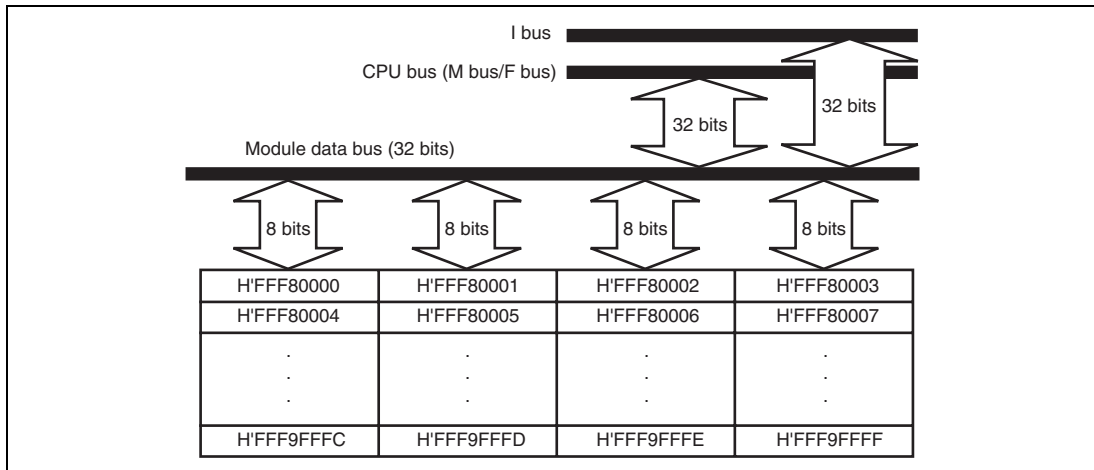 I bus
CPU bus (M bus/F bus)
32 bits
32 bits
Module data bus (32 bits)
8 bits 8 bits 8 bits 8 bits
H'FFF80000 H'FFF80001 H'FFF80002 H'FFF80003
H'FFF80004 H'FFF80005 H'FFF80006 H'FFF80007
. . . .
. . . .
. . . .
H'FFF9FFFC H'FFF9FFFD H'FFF9FFFE H'FFF9FFFF